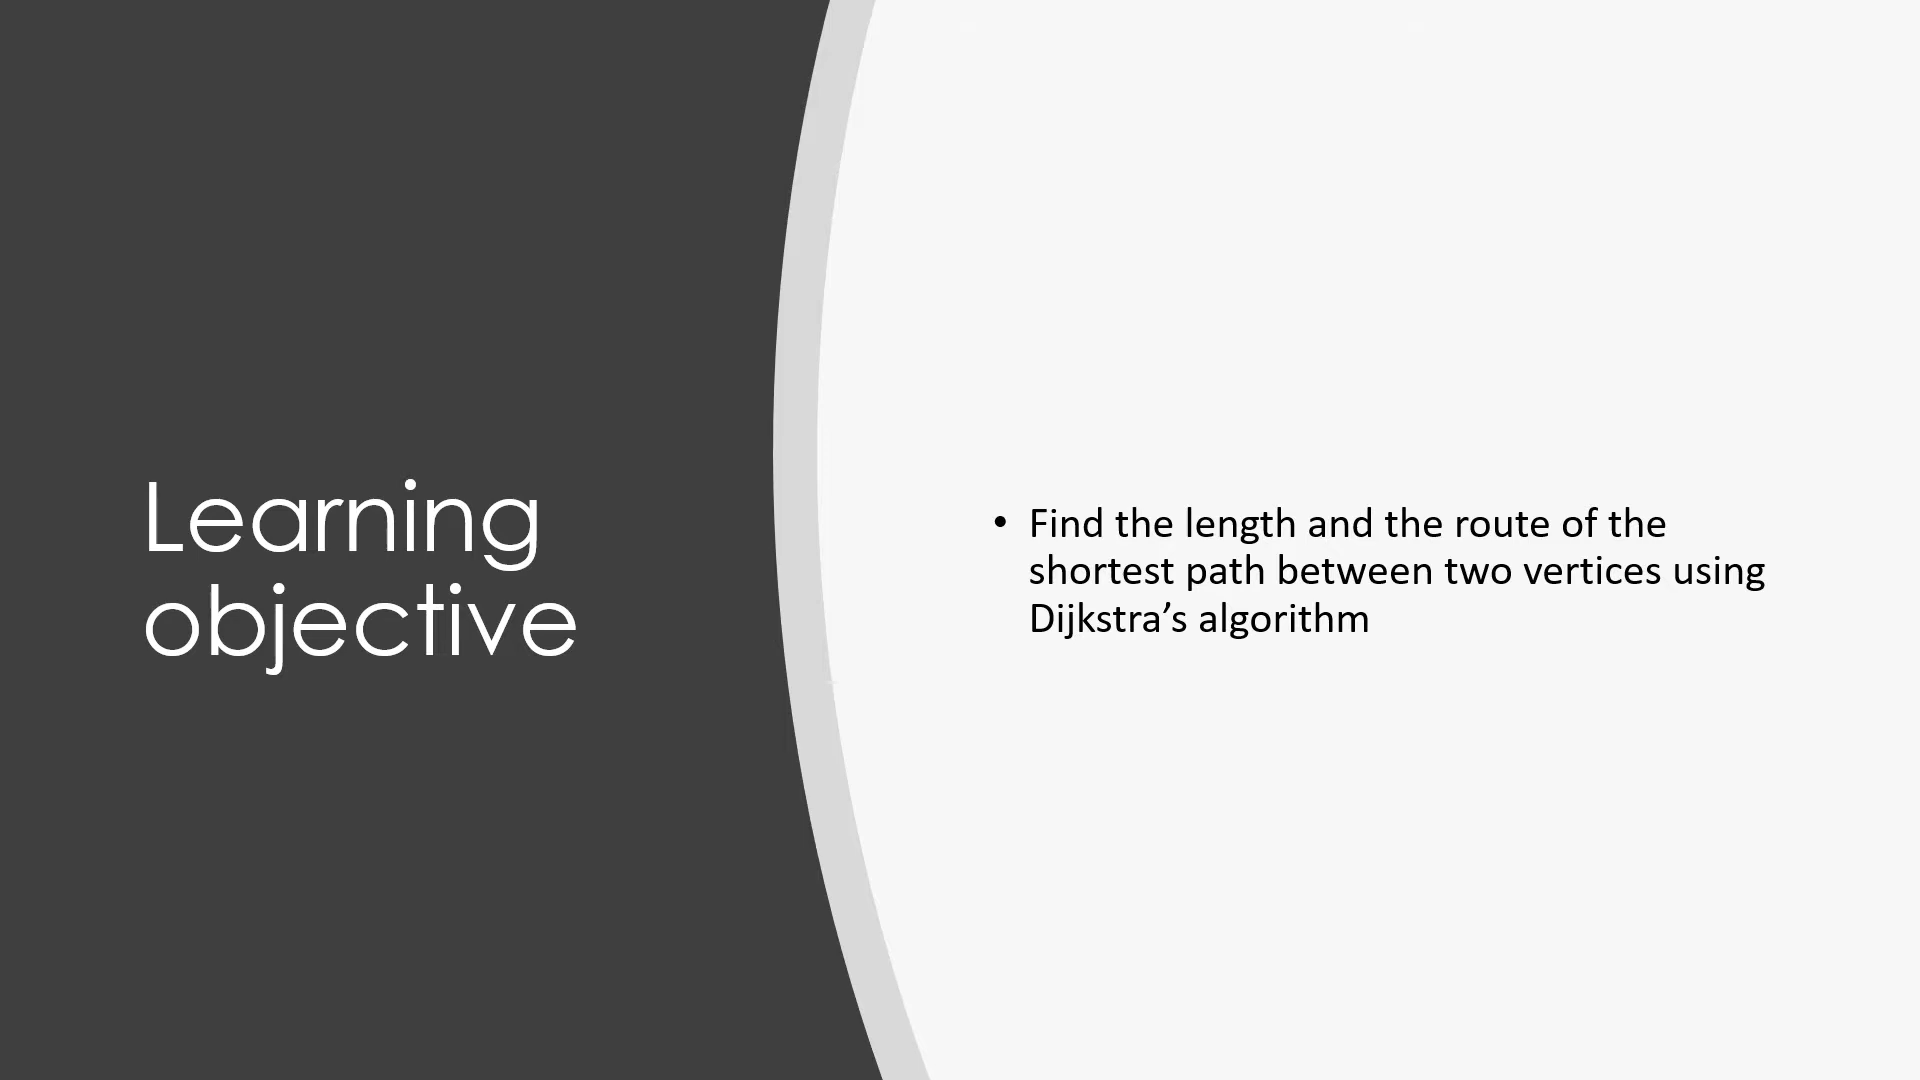 Learning
objective
• Find the length and the route of the
shortest path between two vertices using
Dijkstra’s algorithm